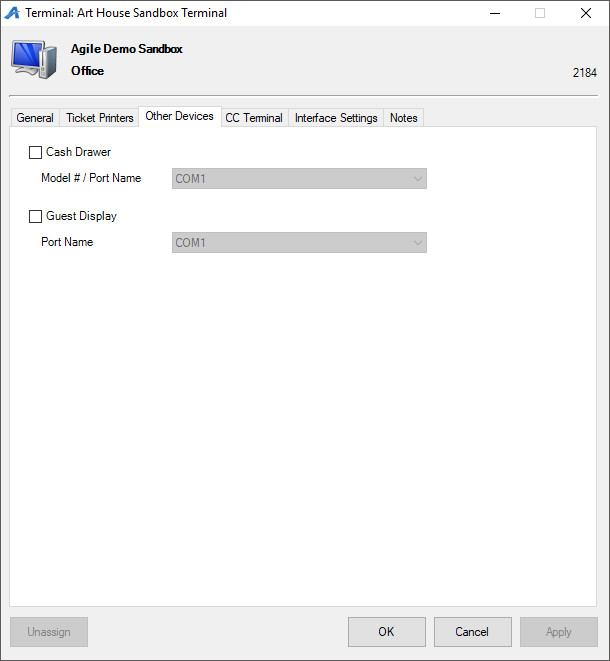 Terminal: Art House Sandbox Terminal
Agile Demo Sandbox
Office
2184
General Ticket Printers Other Devices CC Terminal Interface Settings Notes
Cash Drawer
Model # / Port Name COM1
Guest Display
Port Name COM1
Unassign OK Cancel Apply